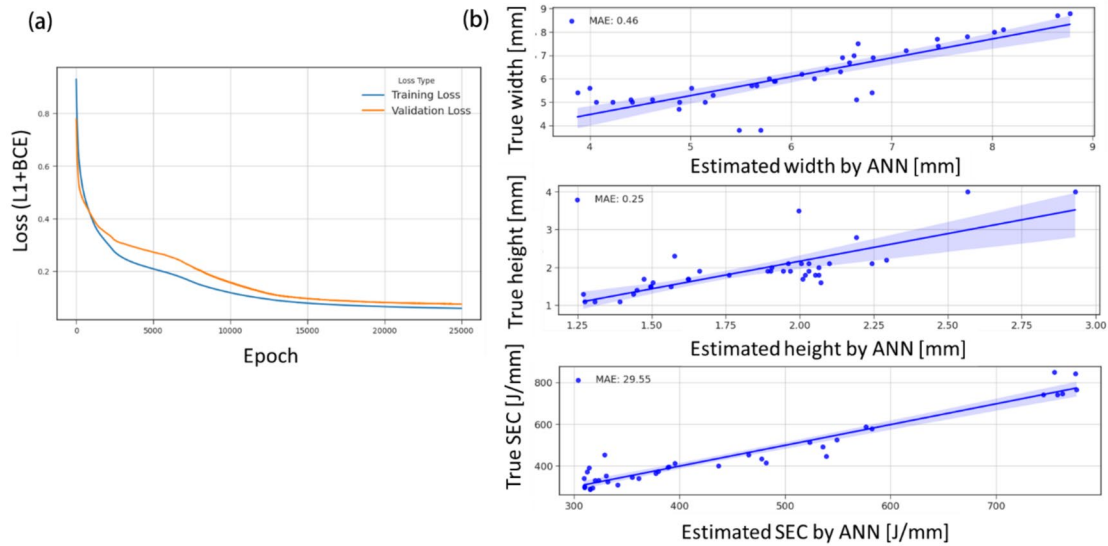 (a)
Loss Type
Training Loss
Validation Loss
0.8
0.6
0.4
0.2
0 5000 10000 15000 20000 25000
Loss (L1+BCE)
Epoch
(b)
MAE: 0.46
9
8
7
6
5
4
4 5 6 7 8 9
True width [mm]
Estimated width by ANN [mm]
MAE: 0.25
4
3
2
1
1.25 1.50 1.75 2.00 2.25 2.50 2.75 3.00
True height [mm]
Estimated height by ANN [mm]
MAE: 29.55
800
600
400
300 400 500 600 700
True SEC [J/mm]
Estimated SEC by ANN [J/mm]